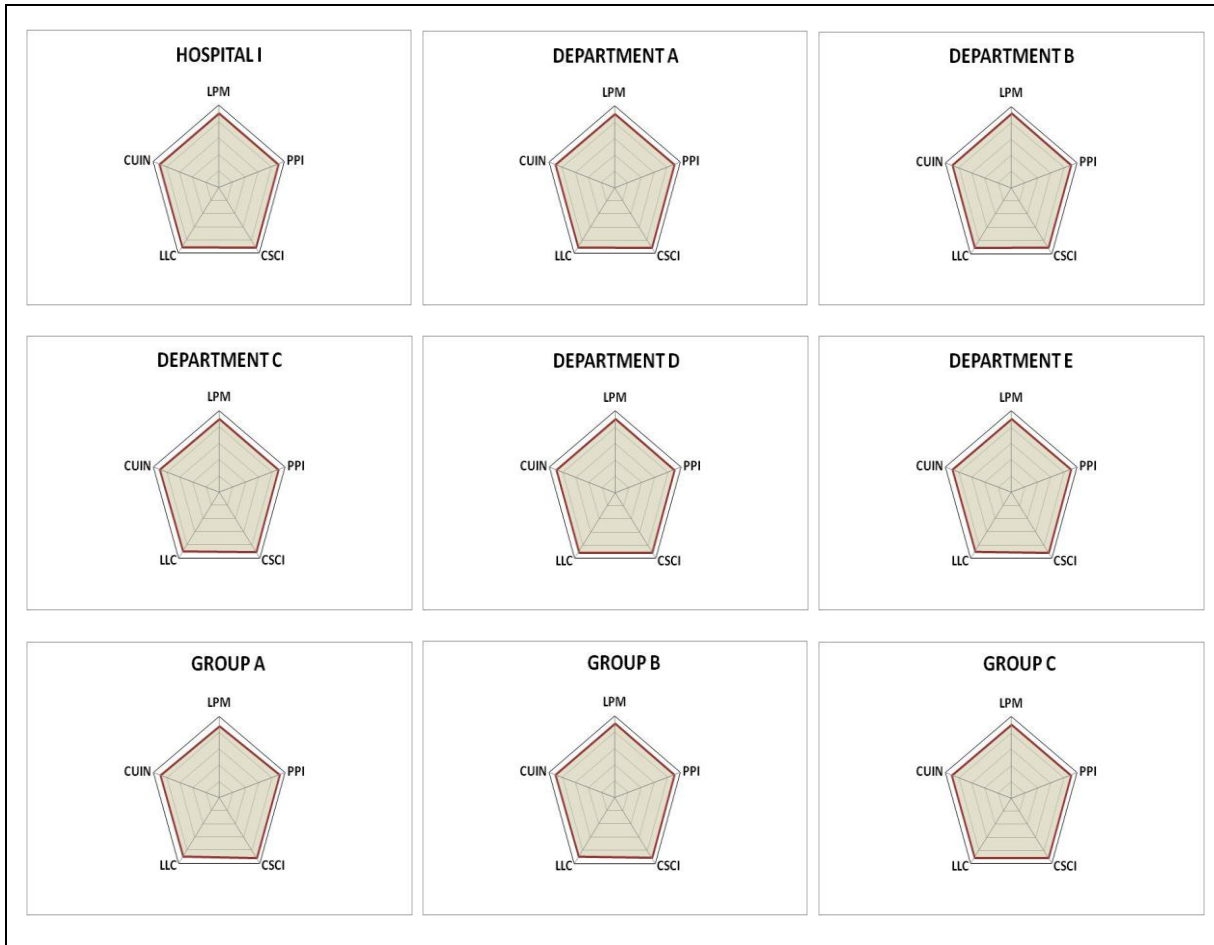 HOSPITAL I
LPM
CUIN
PPI
LLC
CSCI
DEPARTMENT A
LPM
CUIN
PPI
LLC
CSCI
DEPARTMENT B
LPM
CUIN
PPI
LLC
CSCI
DEPARTMENT C
LPM
CUIN
PPI
LLC
CSCI
DEPARTMENT D
LPM
CUIN
PPI
LLC
CSCI
DEPARTMENT E
LPM
CUIN
PPI
LLC
CSCI
GROUP A
LPM
CUIN
PPI
LLC
CSCI
GROUP B
LPM
CUIN
PPI
LLC
CSCI
GROUP C
LPM
CUIN
PPI
LLC
CSCI